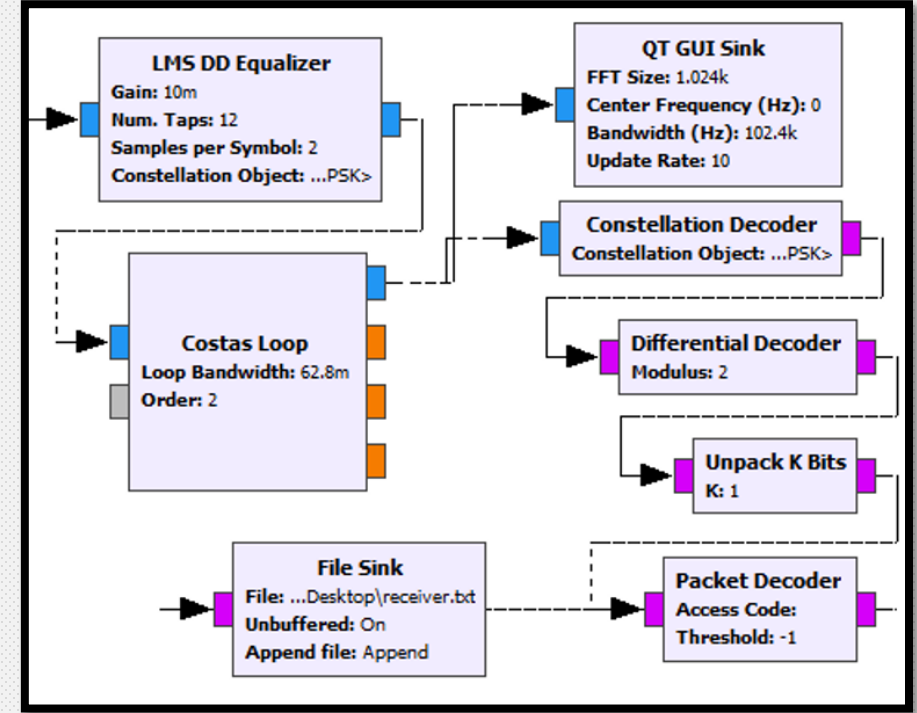 LMS DD Equalizer
Gain: 10m
Num. Taps: 12
Samples per Symbol: 2
Constellation Object: ...PSK>
QT GUI Sink
FFT Size: 1.024k
Center Frequency (Hz): 0
Bandwidth (Hz): 102.4k
Update Rate: 10
Constellation Decoder
Constellation Object: ...PSK>
Costas Loop
Loop Bandwidth: 62.8m
Order: 2
Differential Decoder
Modulus: 2
Unpack K Bits
K: 1
File Sink
File: ...Desktop\receiver.txt
Unbuffered: On
Append file: Append
Packet Decoder
Access Code:
Threshold: -1